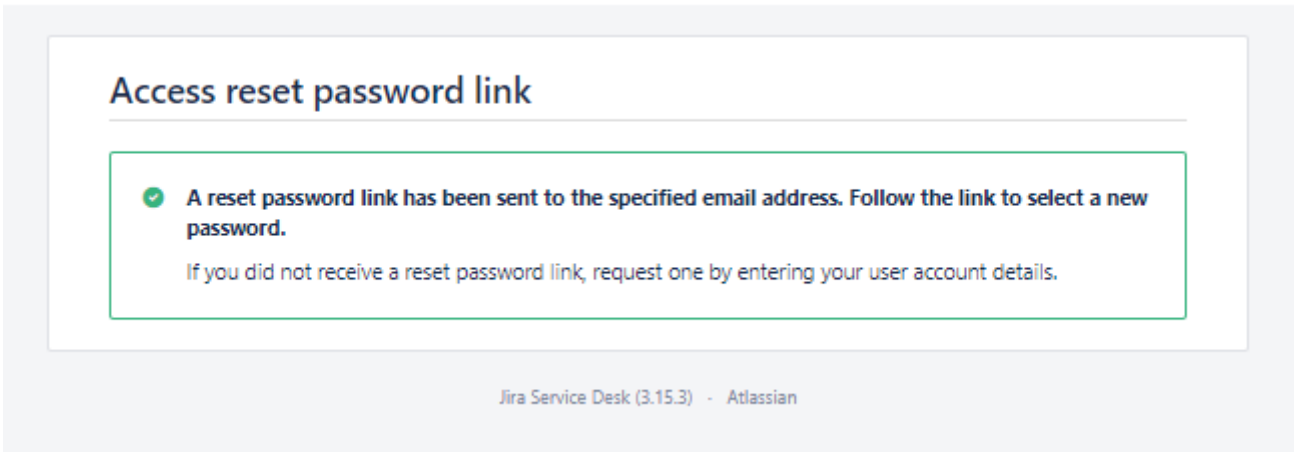 Access reset password link
A reset password link has been sent to the specified email address. Follow the link to select a new
password.
If you did not receive a reset password link, request one by entering your user account details.
Jira Service Desk (3.15.3) - Atlassian